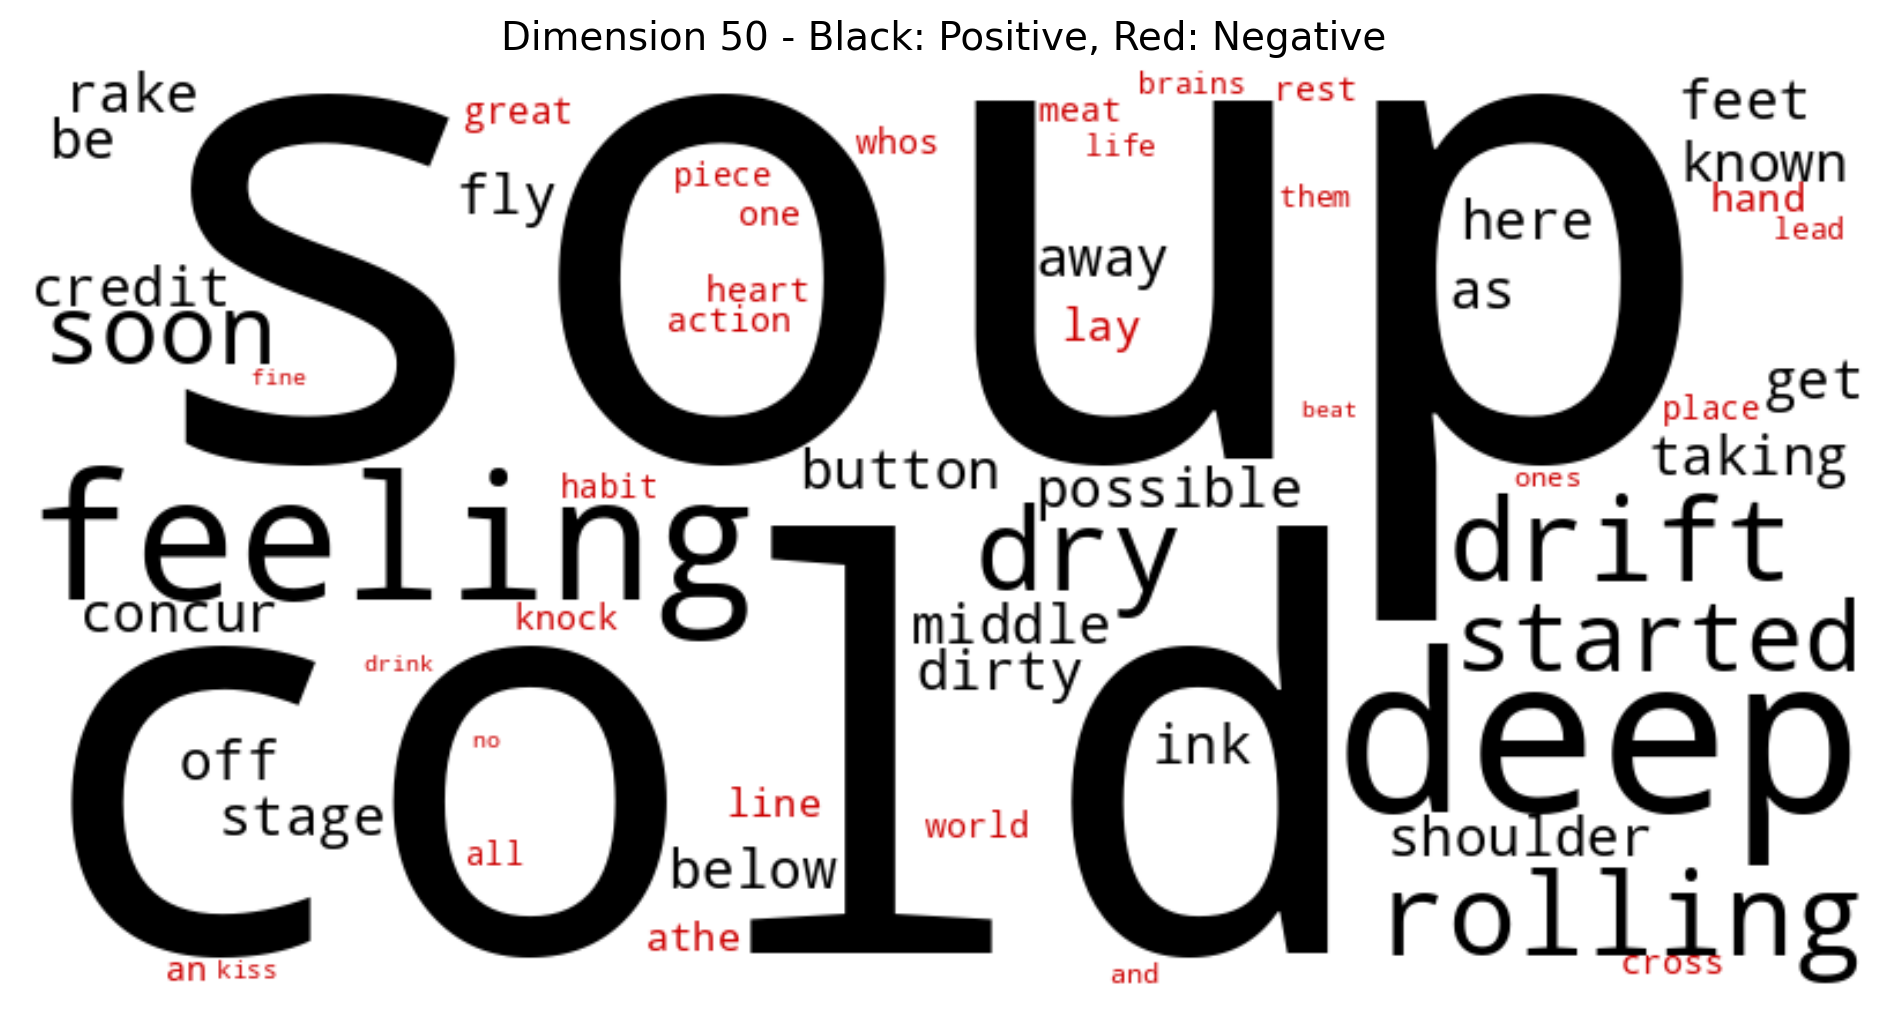 Dimension 50 - Black: Positive, Red: Negative
soup
rake
be
great
fly
whos
piece
one
heart
action
brains
rest
meat
life
them
away
lay
feet
known
hand
lead
here
as
credit
soon
fine
beat
get
place
taking
ones
feeling
habit
button
possible
dry
drift
concur
knock
middle
dirty
started
cold
drink
deep
off
stage
no
all
line
world
ink
below
athe
shoulder
rolling
cross
an
kiss
and